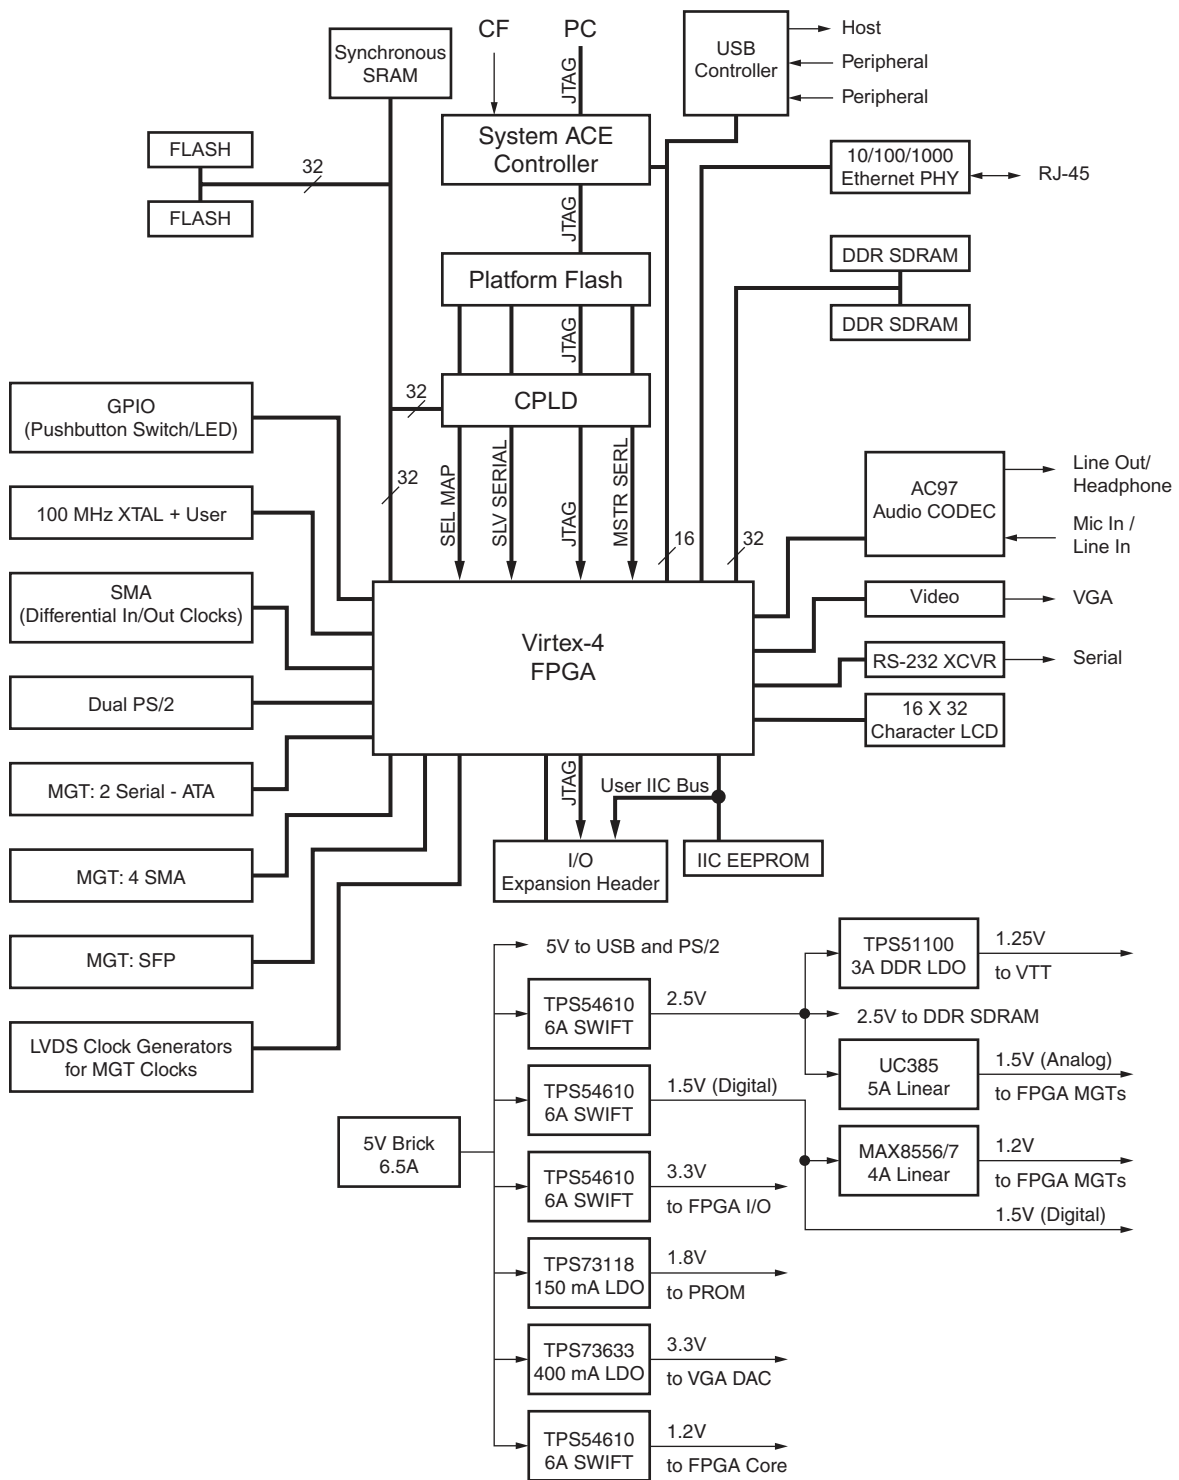 CF
PC
Synchronous
SRAM
JTAG
USB
Controller
Host
Peripheral
Peripheral
FLASH
FLASH
32
System ACE
Controller
10/100/1000
Ethernet PHY
RJ-45
JTAG
Platform Flash
DDR SDRAM
DDR SDRAM
JTAG
CPLD
32
32
GPIO
(Pushbutton Switch/LED)
100 MHz XTAL + User
SMA
(Differential In/Out Clocks)
Dual PS/2
MGT: 2 Serial - ATA
MGT: 4 SMA
MGT: SFP
LVDS Clock Generators
for MGT Clocks
SEL MAP
SLV SERIAL
JTAG
MSTR SERL
16
32
Virtex-4
FPGA
AC97
Audio CODEC
Line Out/
Headphone
Mic In /
Line In
Video
VGA
RS-232 XCVR
Serial
16 X 32
Character LCD
JTAG
User IIC Bus
I/O
Expansion Header
IIC EEPROM
5V Brick
6.5A
5V to USB and PS/2
TPS54610
6A SWIFT
2.5V
TPS51100
3A DDR LDO
1.25V
to VTT
2.5V to DDR SDRAM
UC385
5A Linear
1.5V (Analog)
to FPGA MGTs
TPS54610
6A SWIFT
1.5V (Digital)
MAX8556/7
4A Linear
1.2V
to FPGA MGTs
1.5V (Digital)
TPS54610
6A SWIFT
3.3V
to FPGA I/O
TPS73118
150 mA LDO
1.8V
to PROM
TPS73633
400 mA LDO
3.3V
to VGA DAC
TPS54610
6A SWIFT
1.2V
to FPGA Core